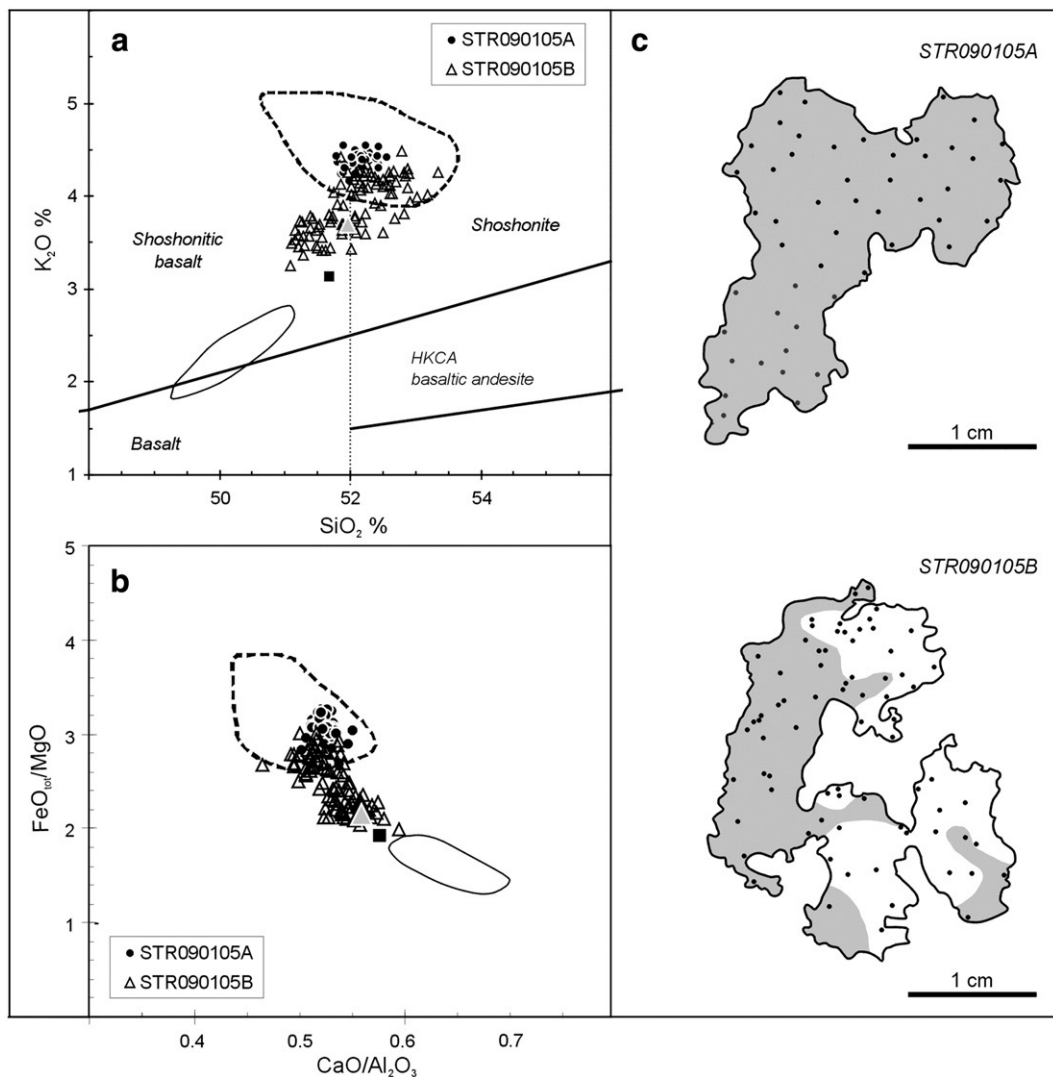 a
STR090105A
STR090105B
K₂O %
5
4
3
2
1
Shoshonitic
basalt
Shoshonite
HKCA
basaltic andesite
Basalt
50
52
54
SiO₂ %
b
FeOₜₒₜ/MgO
5
4
3
2
1
STR090105A
STR090105B
0.4
0.5
0.6
0.7
CaO/Al₂O₃
c
STR090105A
1 cm
STR090105B
1 cm